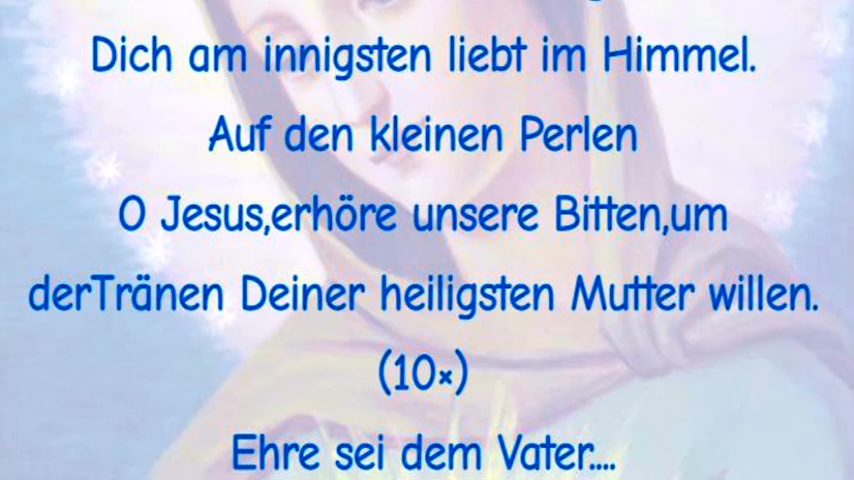 Dich am innigsten liebt im Himmel.
Auf den kleinen Perlen
O Jesus,erhöre unsere Bitten,um
derTränen Deiner heiligsten Mutter willen.
(10×)
Ehre sei dem Vater....